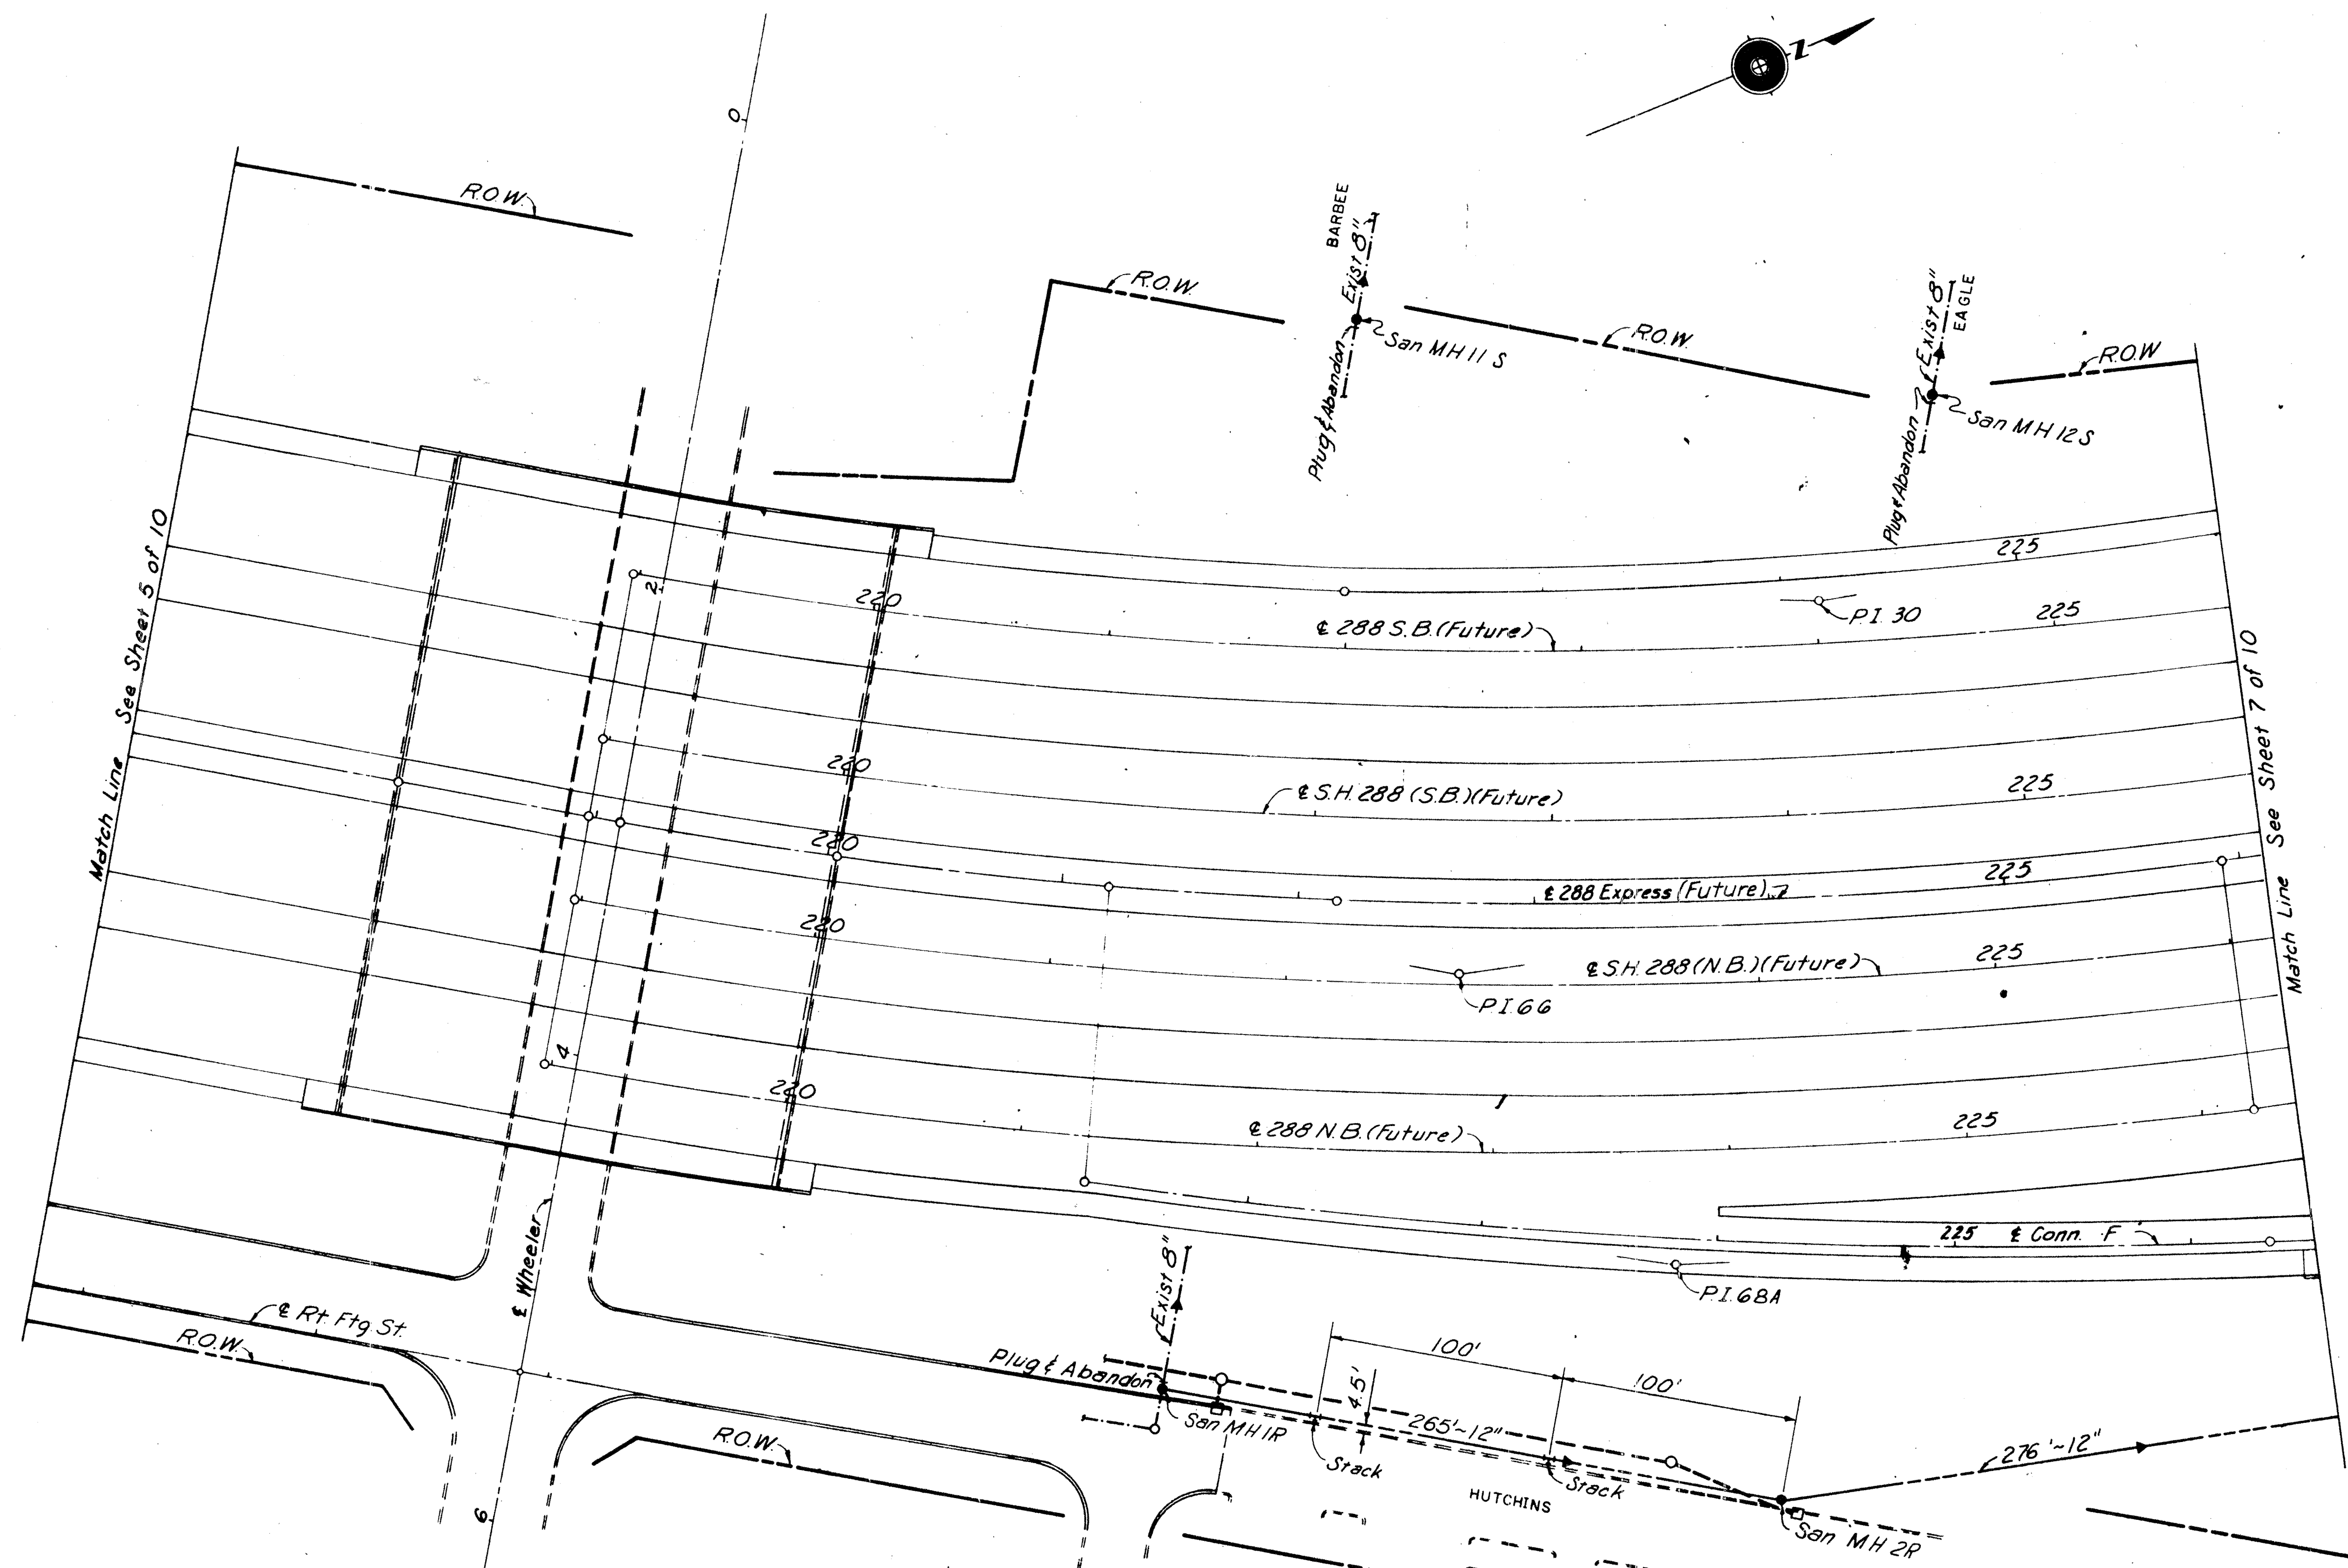 Z
0
R.O.W.
BARBEE
Exist 8"
R.O.W.
San MH 11 S
Plug & Abandon
R.O.W.
Exist 8"
EAGLE
R.O.W
San MH 12 S
Plug & Abandon
Match Line See Sheet 5 of 10
2
220
225
P.I. 30
225
℄ 288 S.B. (Future)
Match Line See Sheet 7 of 10
220
℄ S.H. 288 (S.B.)(Future)
225
220
℄ 288 Express (Future)
225
220
℄ S.H. 288 (N.B.)(Future)
225
P.I. 66
4
220
℄ 288 N.B. (Future)
225
℄ Wheeler
225 ℄ Conn. F
P.I. 68A
℄ Rt. Ftg. St.
R.O.W.
Exist 8"
Plug & Abandon
San MH 1R
100'
100'
4.5'
265'~12"
276'~12"
Stack
Stack
R.O.W.
HUTCHINS
San MH 2R
6